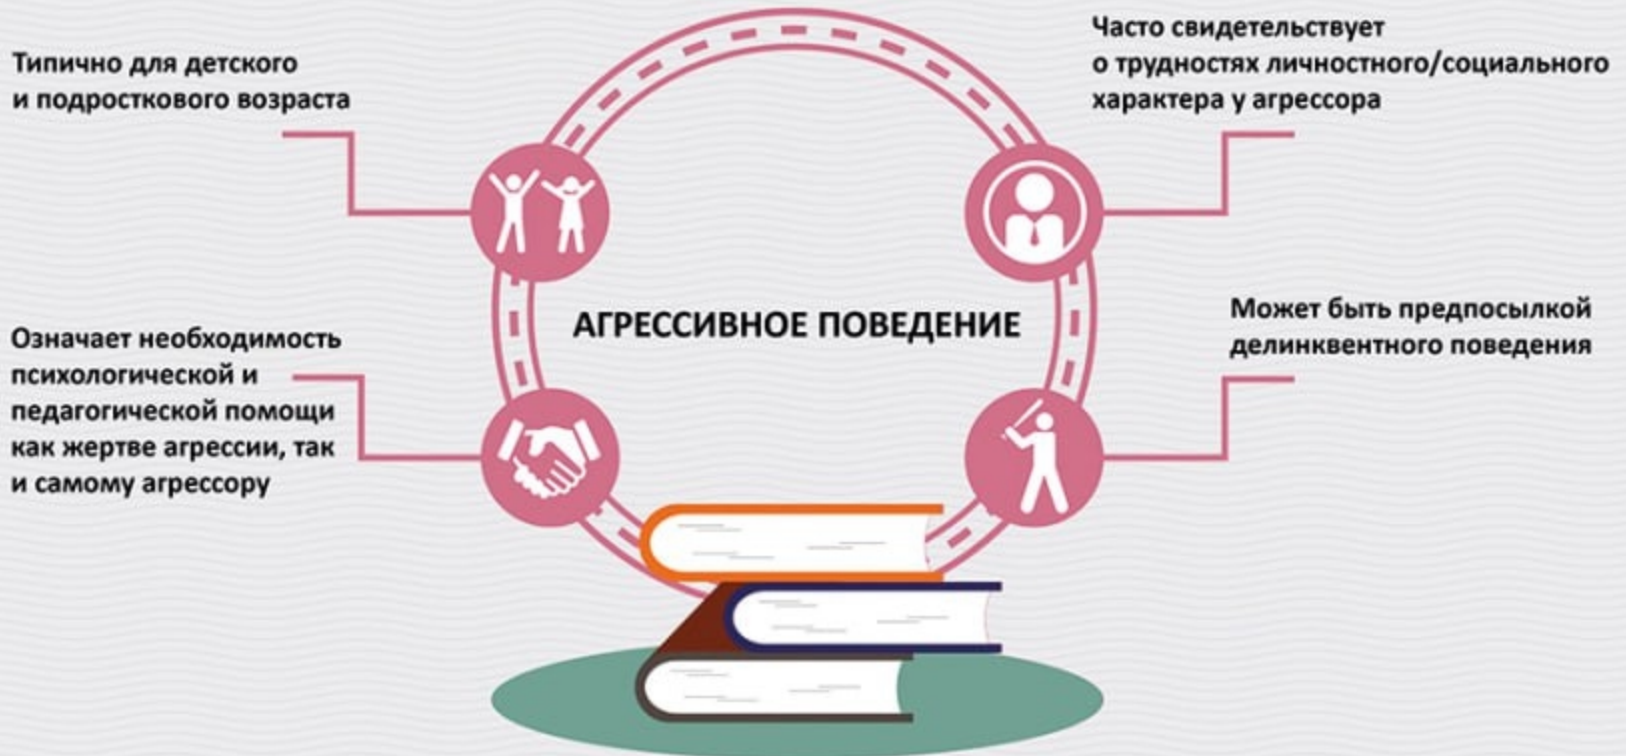 Типично для детского
и подросткового возраста
Часто свидетельствует
о трудностях личностного/социального
характера у агрессора
АГРЕССИВНОЕ ПОВЕДЕНИЕ
Означает необходимость
психологической и
педагогической помощи
как жертве агрессии, так
и самому агрессору
Может быть предпосылкой
делинквентного поведения